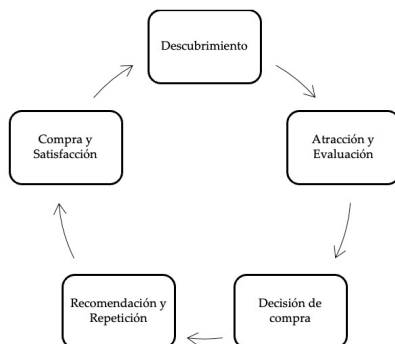 Descubrimiento
Atracción y
Evaluación
Decisión de
compra
Recomendación y
Repetición
Compra y
Satisfacción